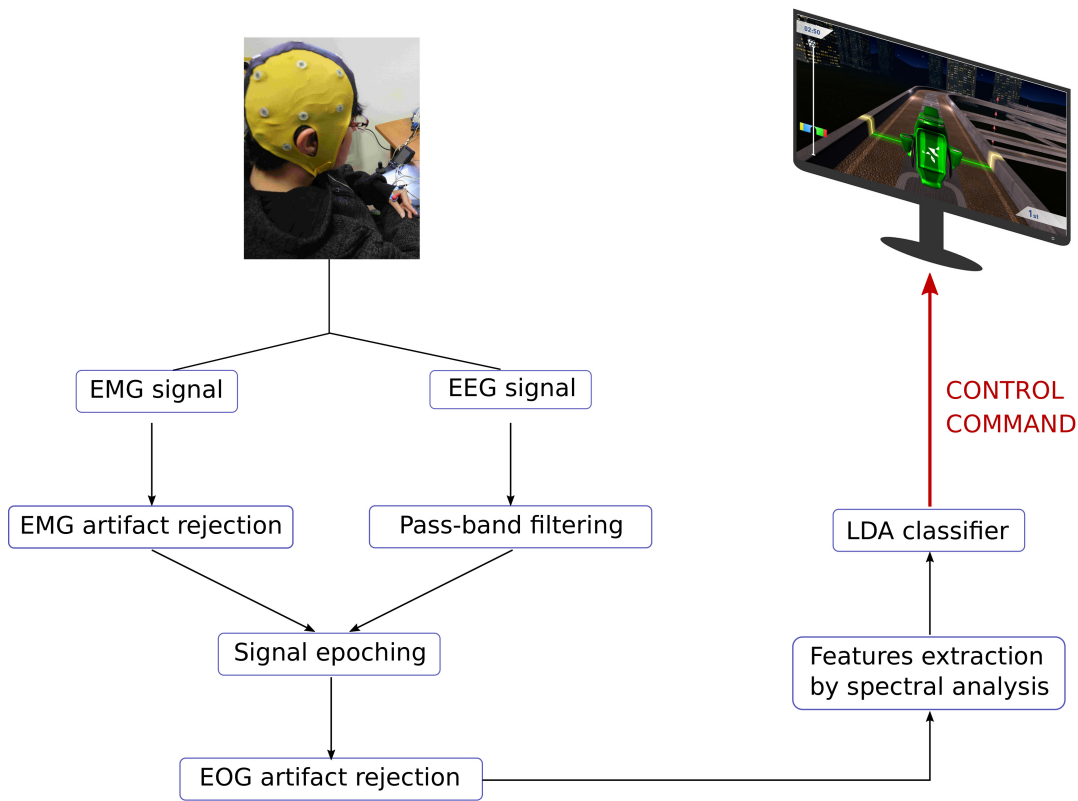 02:50
1st
EMG signal
EEG signal
CONTROL
COMMAND
EMG artifact rejection
Pass-band filtering
LDA classifier
Signal epoching
Features extraction
by spectral analysis
EOG artifact rejection